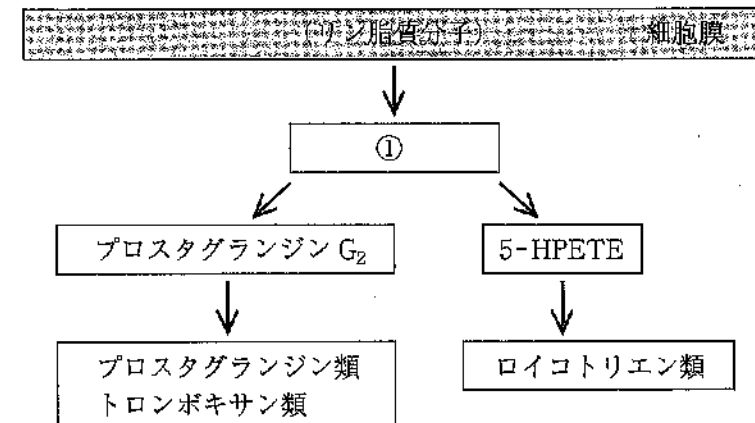 (リン脂質分子) 細胞膜
①
プロスタグランジンG₂ 5-HPETE
プロスタグランジン類 ロイコトリエン類
トロンボキサン類